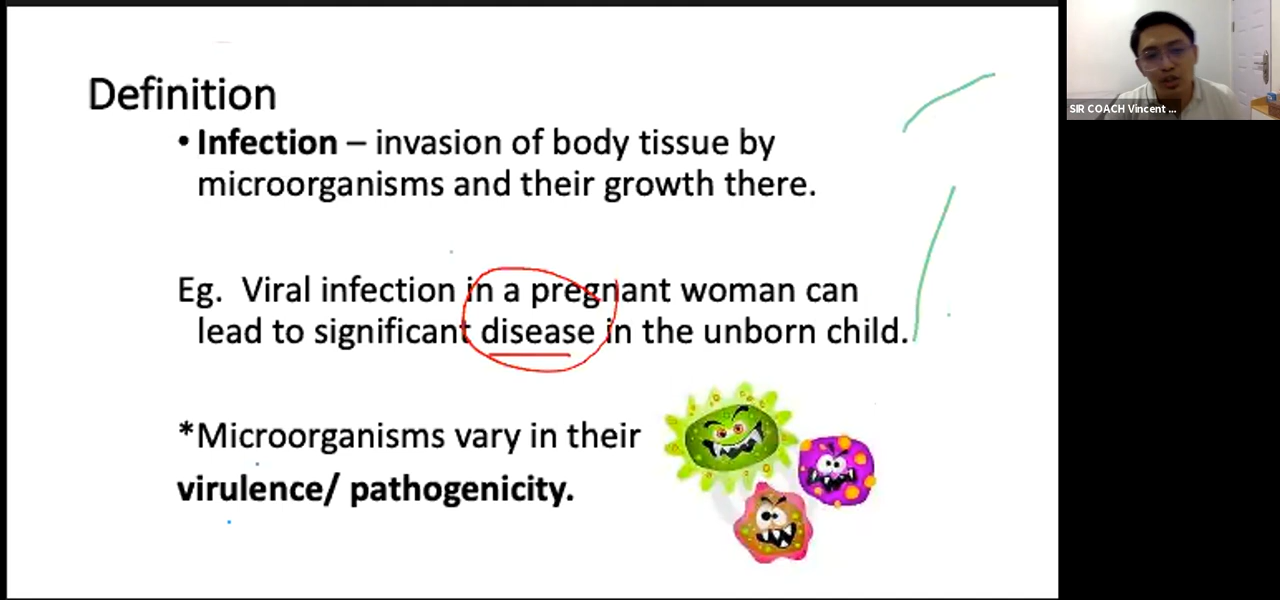 Definition
• Infection – invasion of body tissue by
microorganisms and their growth there.
Eg. Viral infection in a pregnant woman can
lead to significant disease in the unborn child.
*Microorganisms vary in their
virulence/ pathogenicity.
SIR COACH Vincent ...